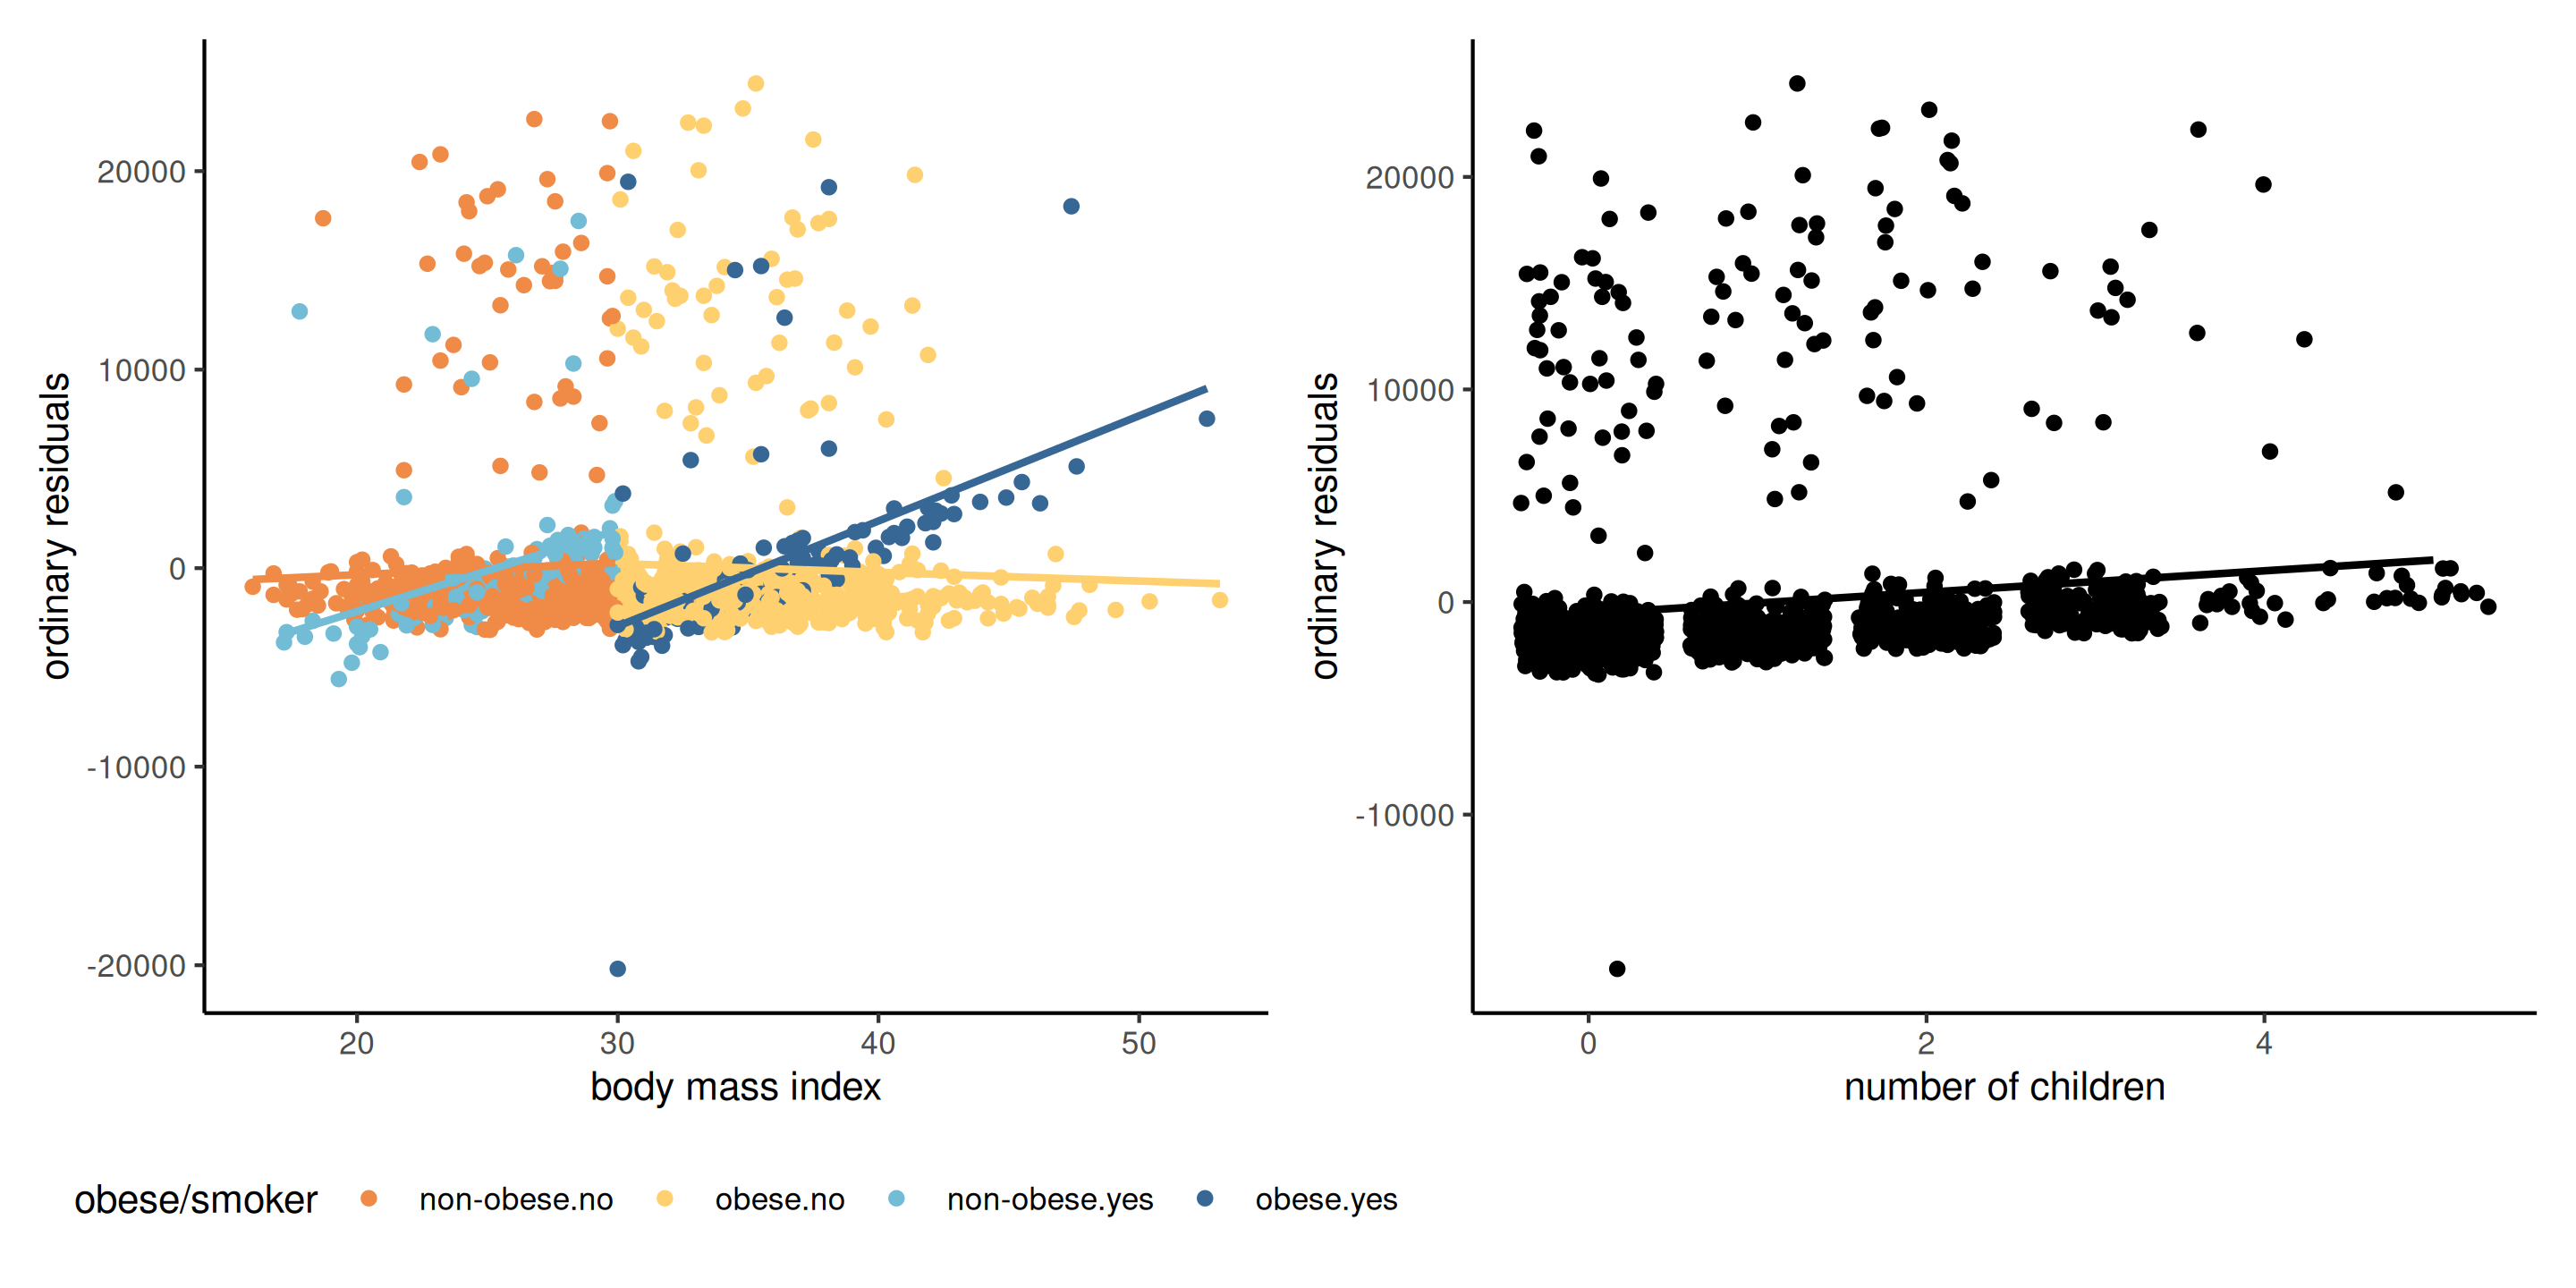 ordinary residuals
20000
10000
0
-10000
-20000
20 30 40 50
body mass index
ordinary residuals
20000
10000
0
-10000
0 2 4
number of children
obese/smoker non-obese.no obese.no non-obese.yes obese.yes